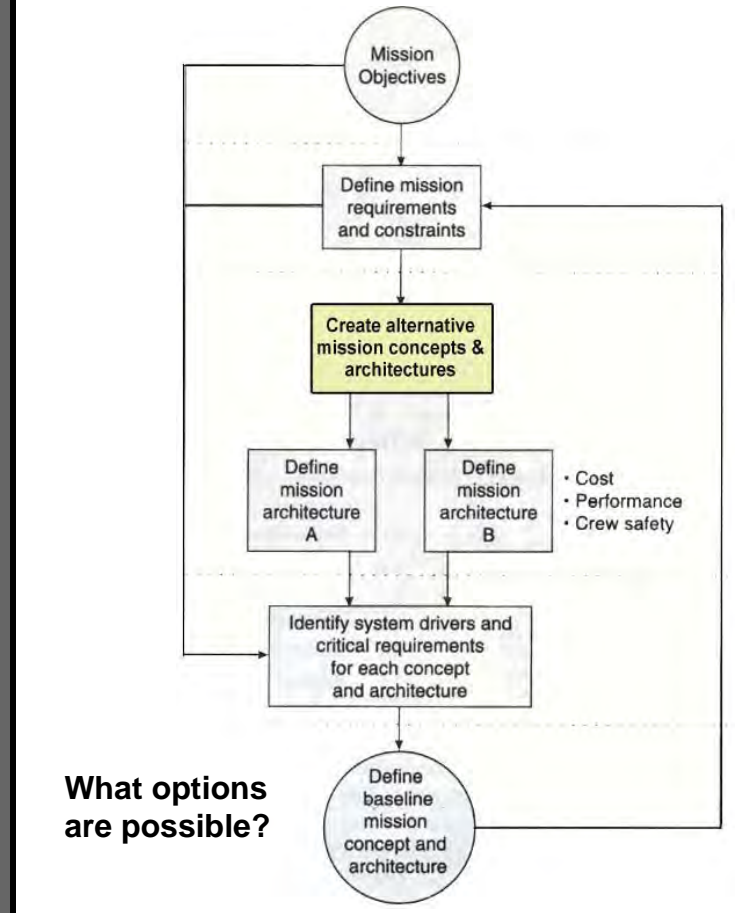 Mission
Objectives
Define mission
requirements
and constraints
Create alternative
mission concepts &
architectures
Define
mission
architecture
A
Define
mission
architecture
B
• Cost
• Performance
• Crew safety
Identify system drivers and
critical requirements
for each concept
and architecture
What options
are possible?
Define
baseline
mission
concept and
architecture